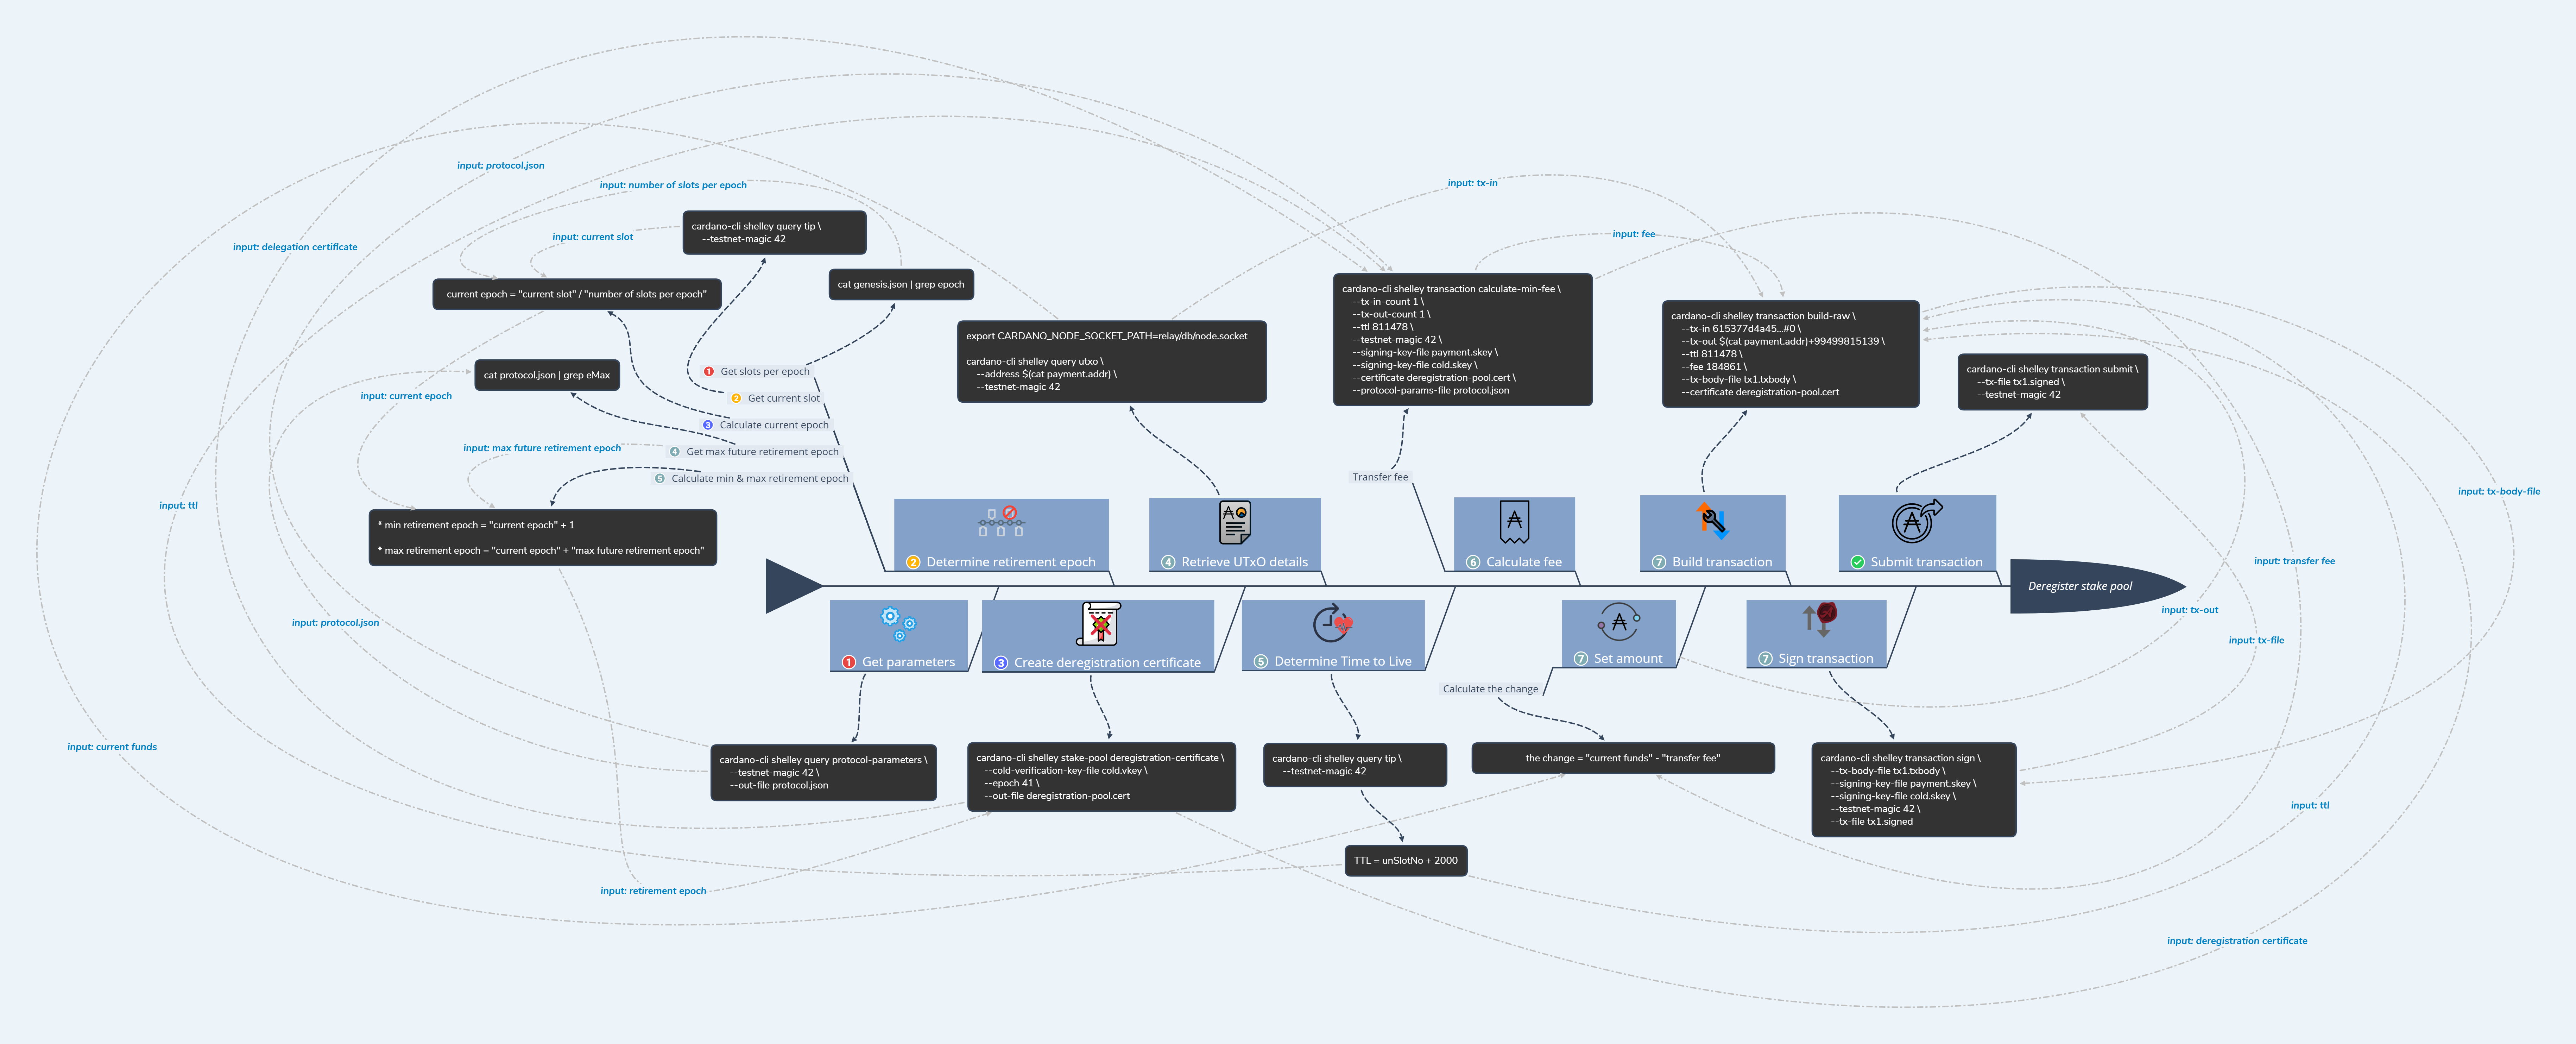 input: protocol.json
input: number of slots per epoch
input: tx-in
input: delegation certificate
input: current slot
input: fee
cardano-cli shelley query tip \
--testnet-magic 42
cat genesis.json | grep epoch
current epoch = "current slot" / "number of slots per epoch"
cat protocol.json | grep eMax
input: current epoch
input: max future retirement epoch
1 Get slots per epoch
2 Get current slot
3 Calculate current epoch
4 Get max future retirement epoch
5 Calculate min & max retirement epoch
* min retirement epoch = "current epoch" + 1
* max retirement epoch = "current epoch" + "max future retirement epoch"
export CARDANO_NODE_SOCKET_PATH=relay/db/node.socket
cardano-cli shelley query utxo \
--address $(cat payment.addr) \
--testnet-magic 42
cardano-cli shelley transaction calculate-min-fee \
--tx-in-count 1 \
--tx-out-count 1 \
--ttl 811478 \
--testnet-magic 42 \
--signing-key-file payment.skey \
--signing-key-file cold.skey \
--certificate deregistration-pool.cert \
--protocol-params-file protocol.json
Transfer fee
cardano-cli shelley transaction build-raw \
--tx-in 615377d4a45...#0 \
--tx-out $(cat payment.addr)+99499815139 \
--ttl 811478 \
--fee 184861 \
--tx-body-file tx1.txbody \
--certificate deregistration-pool.cert
cardano-cli shelley transaction submit \
--tx-file tx1.signed \
--testnet-magic 42
input: ttl
input: tx-body-file
2 Determine retirement epoch
4 Retrieve UTxO details
6 Calculate fee
7 Build transaction
Submit transaction
input: transfer fee
Deregister stake pool
input: tx-out
input: tx-file
input: protocol.json
1 Get parameters
3 Create deregistration certificate
5 Determine Time to Live
7 Set amount
7 Sign transaction
Calculate the change
input: current funds
cardano-cli shelley query protocol-parameters \
--testnet-magic 42 \
--out-file protocol.json
cardano-cli shelley stake-pool deregistration-certificate \
--cold-verification-key-file cold.vkey \
--epoch 41 \
--out-file deregistration-pool.cert
cardano-cli shelley query tip \
--testnet-magic 42
the change = "current funds" - "transfer fee"
cardano-cli shelley transaction sign \
--tx-body-file tx1.txbody \
--signing-key-file payment.skey \
--signing-key-file cold.skey \
--testnet-magic 42 \
--tx-file tx1.signed
input: ttl
TTL = unSlotNo + 2000
input: retirement epoch
input: deregistration certificate